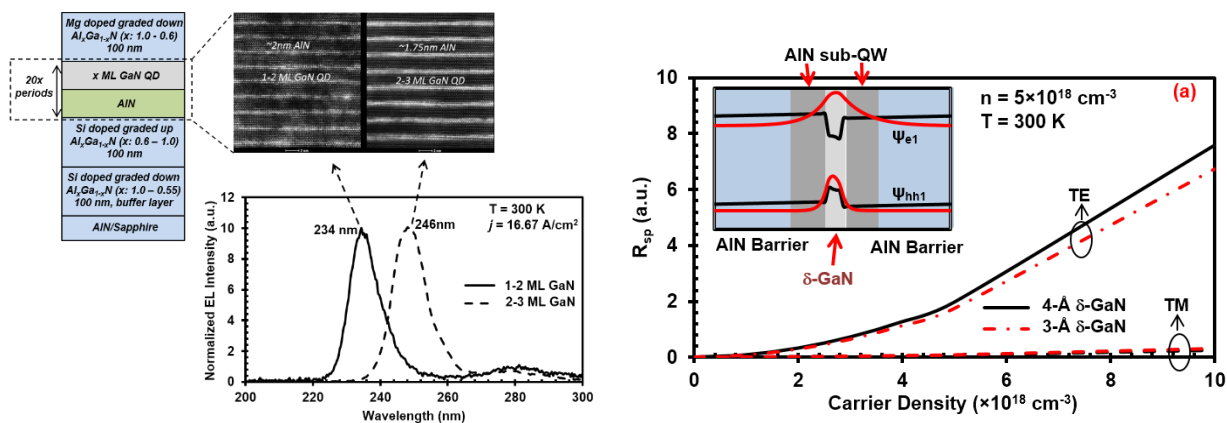 Mg doped graded down
AlxGa1-xN (x: 1.0 - 0.6)
100 nm
20x
periods
x ML GaN QD
AlN
Si doped graded up
AlxGa1-xN (x: 0.6 – 1.0)
100 nm
Si doped graded down
AlxGa1-xN (x: 1.0 – 0.55)
100 nm, buffer layer
AlN/Sapphire
~2nm AlN
1-2 ML GaN QD
~1.75nm AlN
2-3 ML GaN QD
Normalized EL Intensity (a.u.)
12
10
8
6
4
2
0
234 nm
246nm
T = 300 K
j = 16.67 A/cm2
1-2 ML GaN
2-3 ML GaN
200
220
240
260
280
300
Wavelength (nm)
AlN sub-QW
(a)
n = 5×10^18 cm-3
T = 300 K
Ψe1
Ψhh1
AlN Barrier
AlN Barrier
δ-GaN
TE
TM
4-Å δ-GaN
3-Å δ-GaN
Rsp (a.u.)
10
8
6
4
2
0
0
2
4
6
8
10
Carrier Density (×10^18 cm-3)